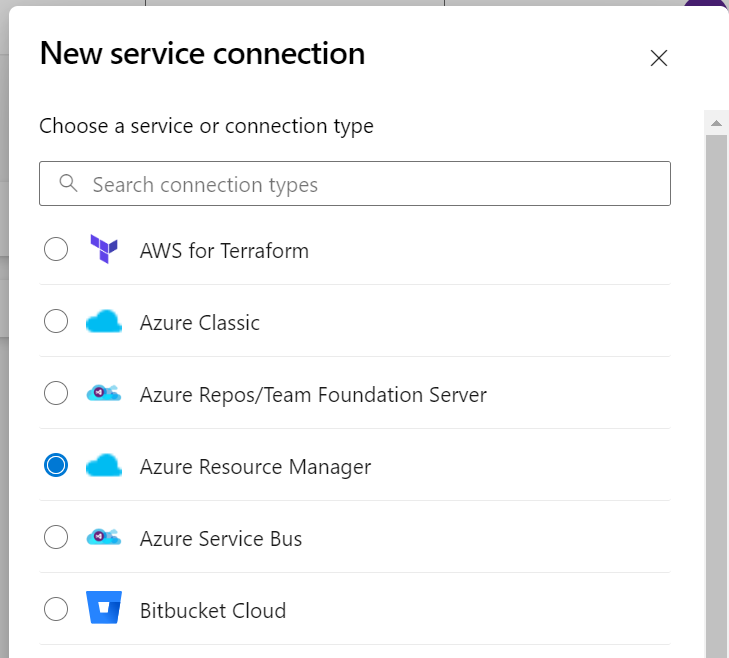 New service connection
Choose a service or connection type
Search connection types
AWS for Terraform
Azure Classic
Azure Repos/Team Foundation Server
Azure Resource Manager
Azure Service Bus
Bitbucket Cloud